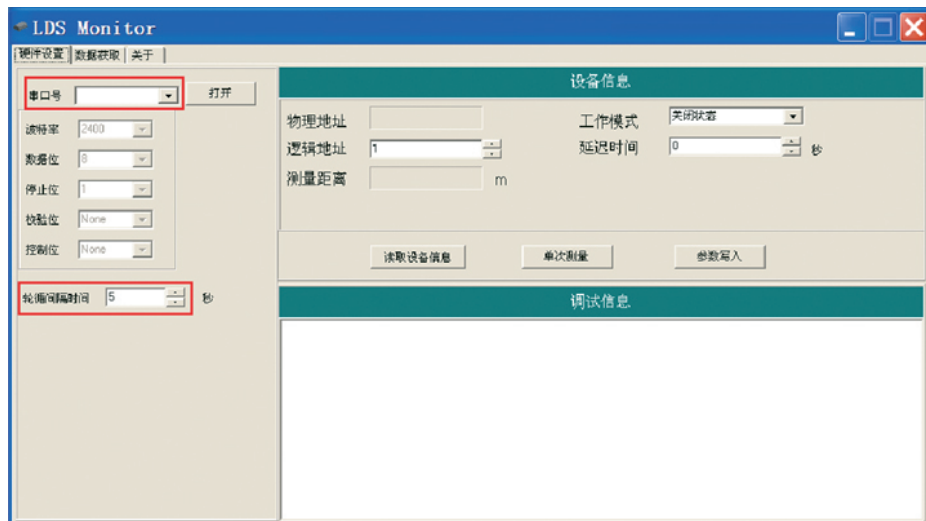 LDS Monitor
硬件设置 数据获取 关于
串口号 打开
波特率 2400
数据位 8
停止位 1
校验位 None
控制位 None
轮循间隔时间 5 秒
设备信息
物理地址 工作模式 关闭状态
逻辑地址 1 延迟时间 0 秒
测量距离 m
读取设备信息 单次测量 参数写入
调试信息